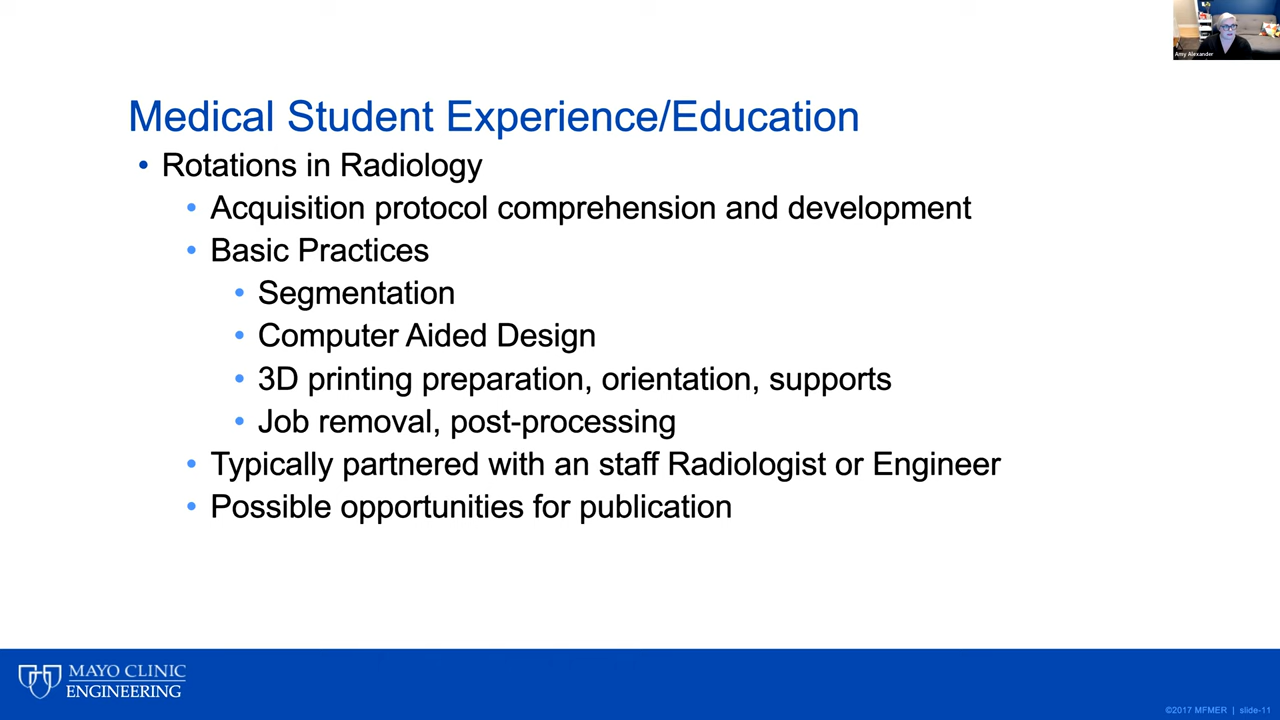 Amy Alexander
Medical Student Experience/Education
• Rotations in Radiology
• Acquisition protocol comprehension and development
• Basic Practices
• Segmentation
• Computer Aided Design
• 3D printing preparation, orientation, supports
• Job removal, post-processing
• Typically partnered with an staff Radiologist or Engineer
• Possible opportunities for publication
MAYO CLINIC
ENGINEERING
©2017 MFMER | slide-11